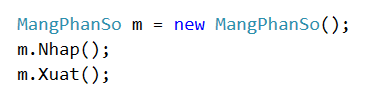 MangPhanSo m = new MangPhanSo();
m.Nhap();
m.Xuat();